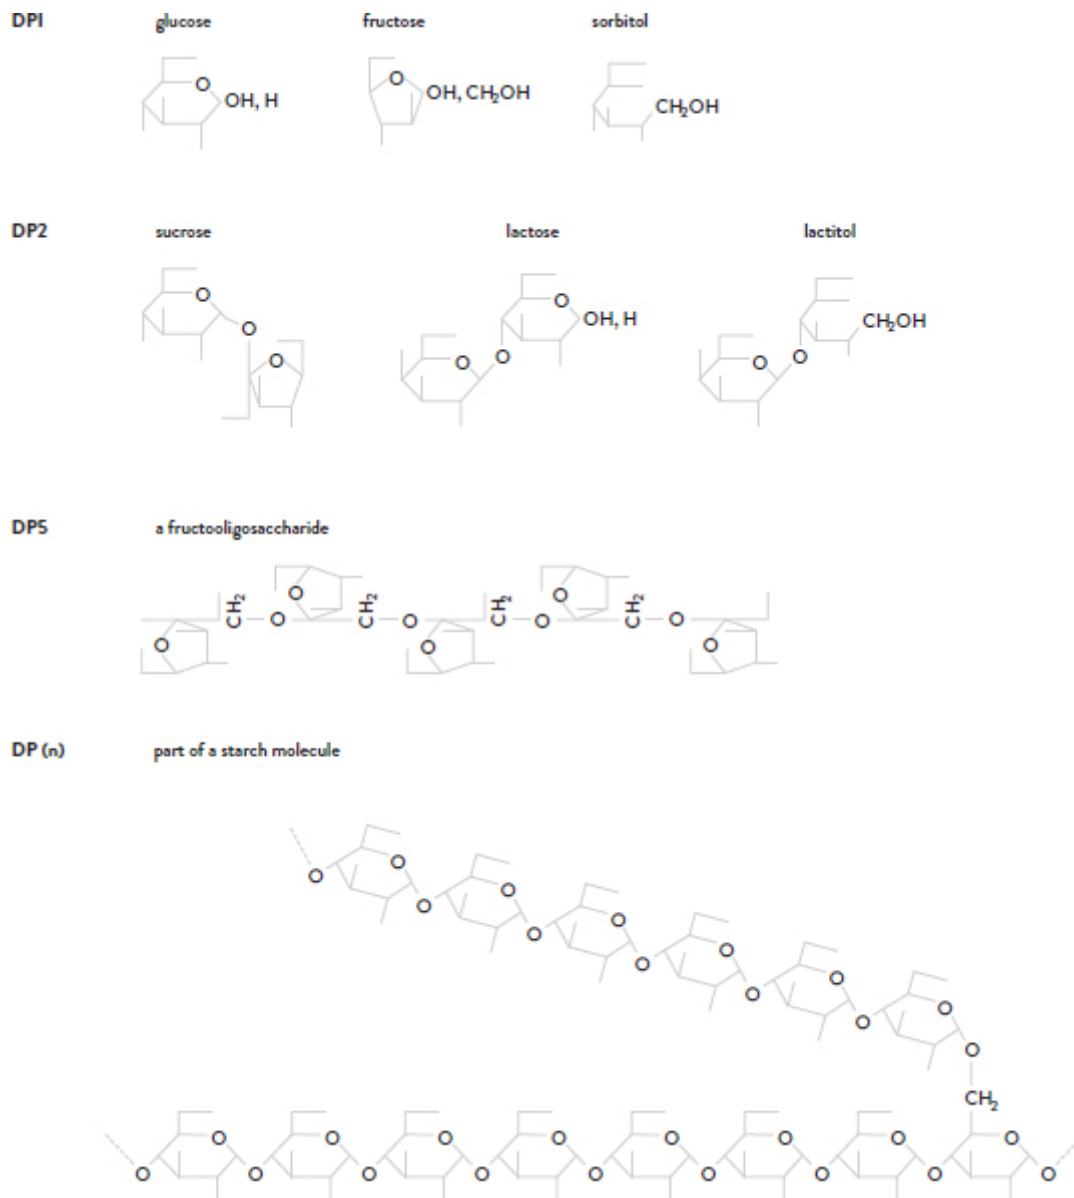 DP1 glucose fructose sorbitol
O O
OH, H OH, CH₂OH CH₂OH
DP2 sucrose lactose lactitol
O O
OH, H CH₂OH
O O O
O O O
DP5 a fructooligosaccharide
O O
CH₂ O CH₂ O CH₂ O CH₂ O
O O O
DP (n) part of a starch molecule
O
O
O
O
O
O
O
O
O
O
O
O
O
CH₂
O O O O O O O O
O O O O O O O O O